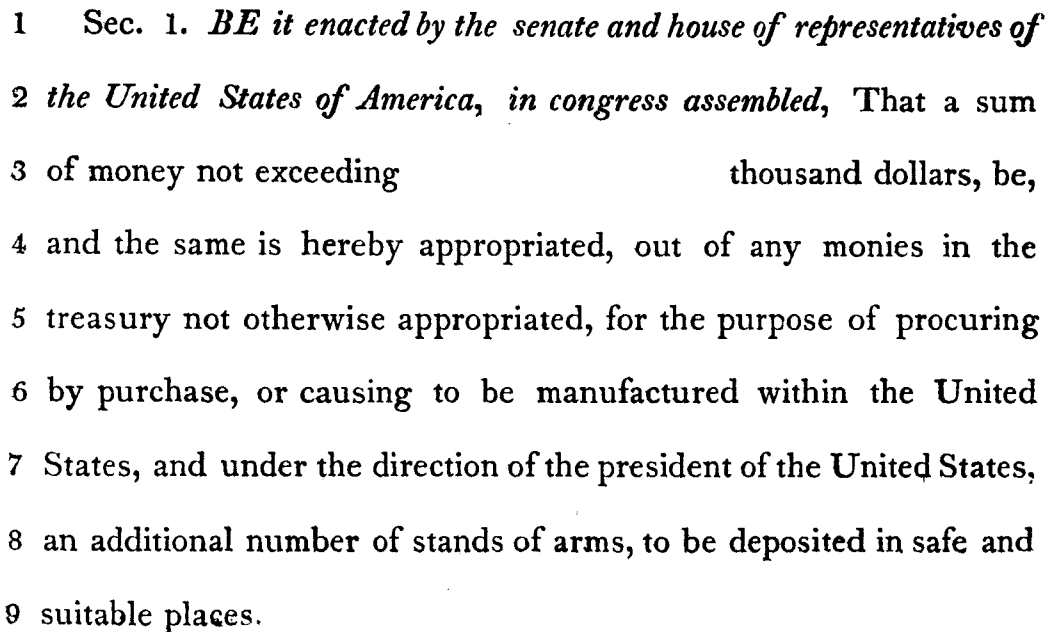 1 Sec. 1. BE it enacted by the senate and house of representatives of
2 the United States of America, in congress assembled, That a sum
3 of money not exceeding thousand dollars, be,
4 and the same is hereby appropriated, out of any monies in the
5 treasury not otherwise appropriated, for the purpose of procuring
6 by purchase, or causing to be manufactured within the United
7 States, and under the direction of the president of the United States,
8 an additional number of stands of arms, to be deposited in safe and
9 suitable places.